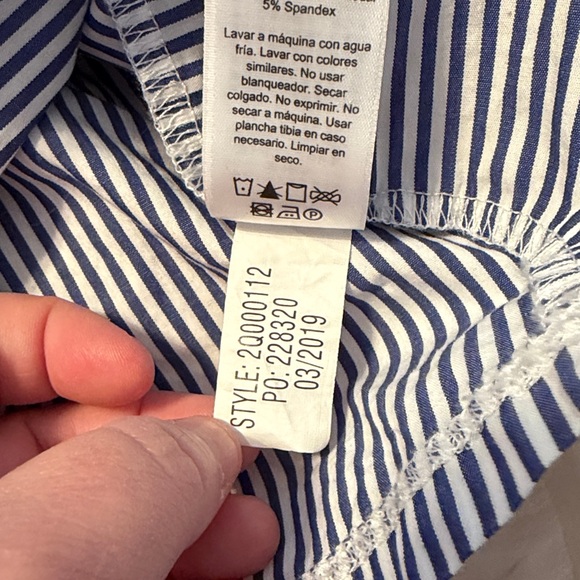 5% Spandex
Lavar a máquina con agua
fría. Lavar con colores
similares. No usar
blanqueador. Secar
colgado. No exprimir. No
secar a máquina. Usar
plancha tibia en caso
necesario. Limpiar en
seco.
P
STYLE: 2Q000112
PO: 228320
03/2019